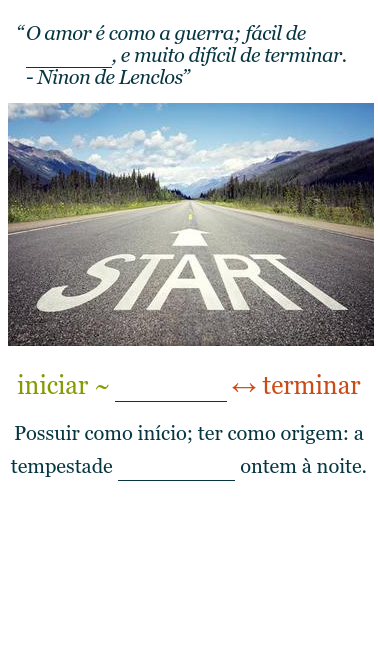 “O amor é como a guerra; fácil de
________, e muito difícil de terminar.
- Ninon de Lenclos”
START
iniciar ~ ________ ↔ terminar
Possuir como início; ter como origem: a
tempestade ________ ontem à noite.